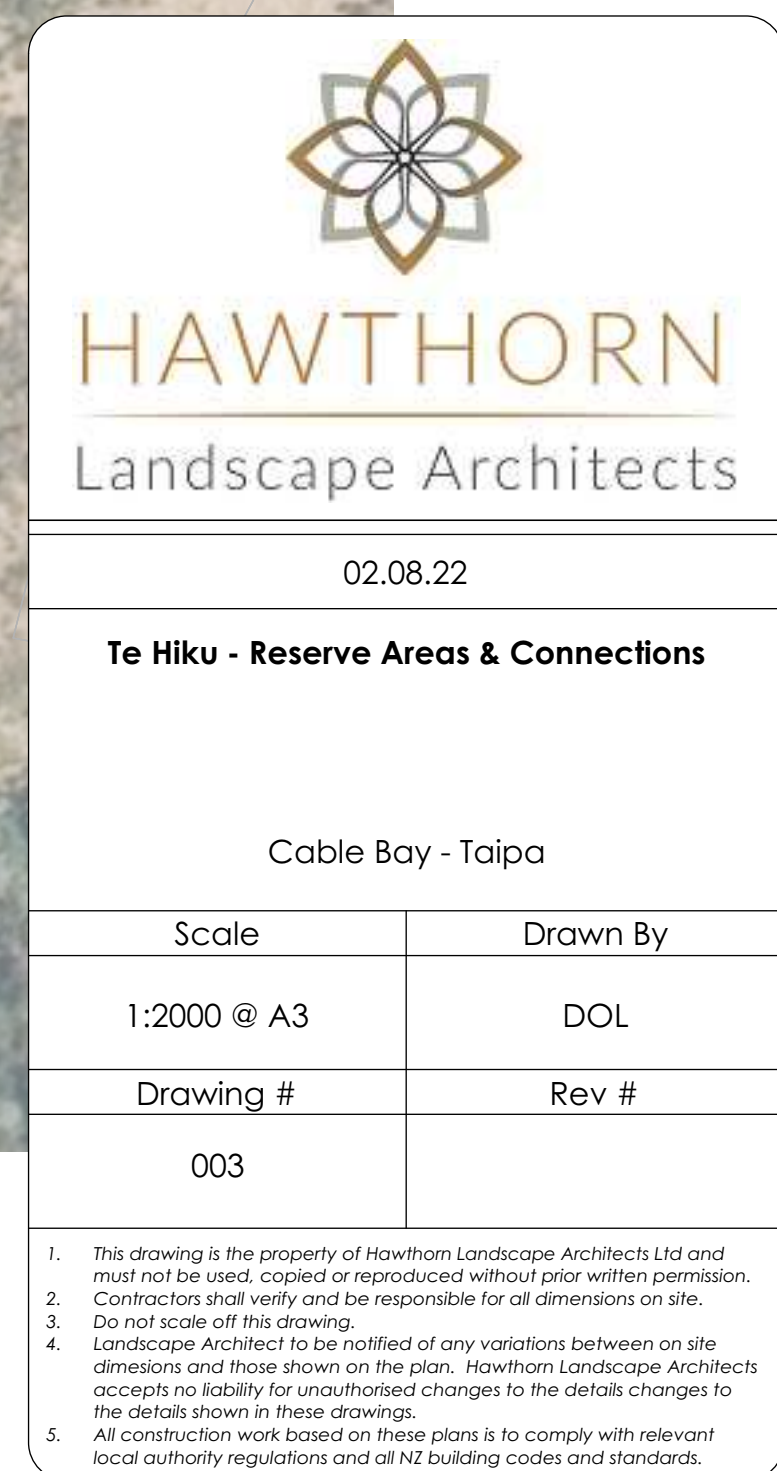 HAWTHORN
Landscape Architects
02.08.22
Te Hiku - Reserve Areas & Connections
Cable Bay - Taipa
Scale
Drawn By
1:2000 @ A3
DOL
Drawing #
Rev #
003
1. This drawing is the property of Hawthorn Landscape Architects Ltd and
must not be used, copied or reproduced without prior written permission.
2. Contractors shall verify and be responsible for all dimensions on site.
3. Do not scale off this drawing.
4. Landscape Architect to be notified of any variations between on site
dimesions and those shown on the plan. Hawthorn Landscape Architects
accepts no liability for unauthorised changes to the details changes to
the details shown in these drawings.
5. All construction work based on these plans is to comply with relevant
local authority regulations and all NZ building codes and standards.